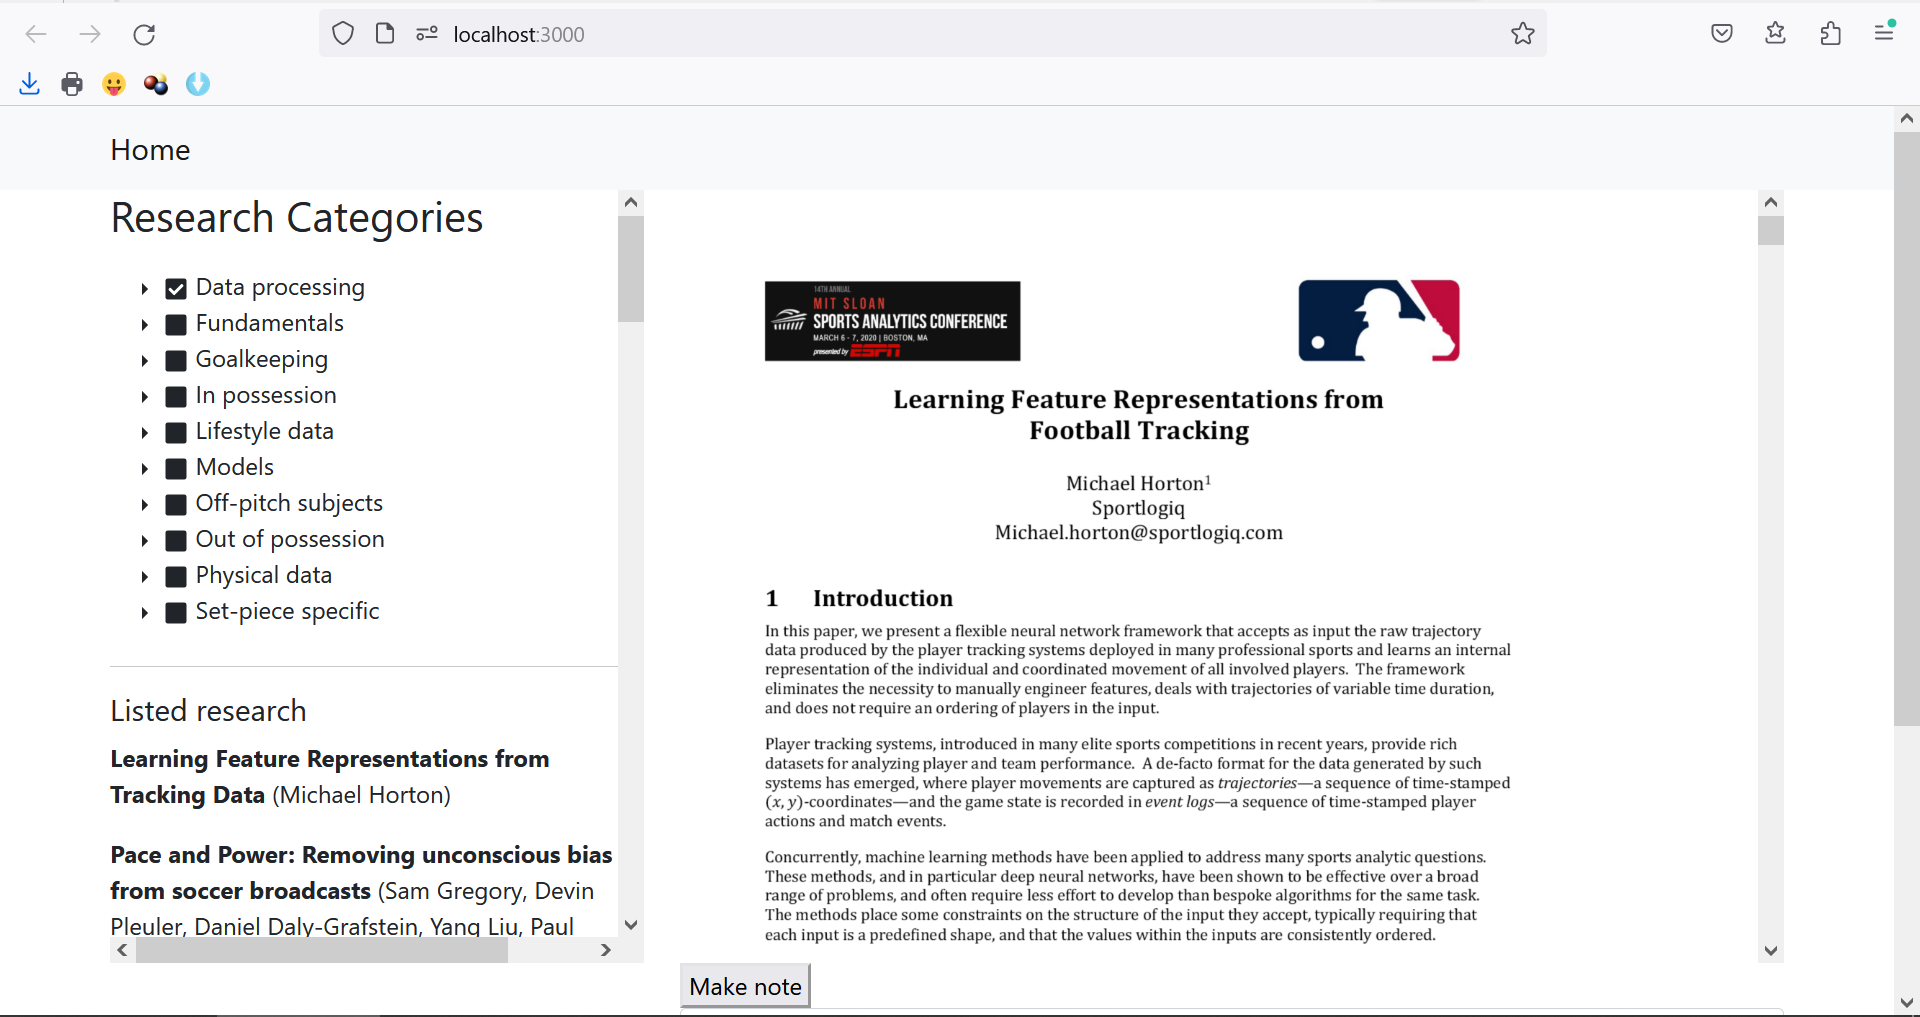 localhost:3000
Home
Research Categories
Data processing
Fundamentals
Goalkeeping
In possession
Lifestyle data
Models
Off-pitch subjects
Out of possession
Physical data
Set-piece specific
Listed research
Learning Feature Representations from
Tracking Data (Michael Horton)
Pace and Power: Removing unconscious bias
from soccer broadcasts (Sam Gregory, Devin
Pleuler, Daniel Daly-Grafstein, Yang Liu, Paul
14TH ANNUAL
MIT SLOAN
SPORTS ANALYTICS CONFERENCE
MARCH 6 - 7, 2020 | BOSTON, MA
presented by ESPN
Learning Feature Representations from
Football Tracking
Michael Horton¹
Sportlogiq
Michael.horton@sportlogiq.com
1 Introduction
In this paper, we present a flexible neural network framework that accepts as input the raw trajectory
data produced by the player tracking systems deployed in many professional sports and learns an internal
representation of the individual and coordinated movement of all involved players. The framework
eliminates the necessity to manually engineer features, deals with trajectories of variable time duration,
and does not require an ordering of players in the input.
Player tracking systems, introduced in many elite sports competitions in recent years, provide rich
datasets for analyzing player and team performance. A de-facto format for the data generated by such
systems has emerged, where player movements are captured as trajectories—a sequence of time-stamped
(x, y)-coordinates—and the game state is recorded in event logs—a sequence of time-stamped player
actions and match events.
Concurrently, machine learning methods have been applied to address many sports analytic questions.
These methods, and in particular deep neural networks, have been shown to be effective over a broad
range of problems, and often require less effort to develop than bespoke algorithms for the same task.
The methods place some constraints on the structure of the input they accept, typically requiring that
each input is a predefined shape, and that the values within the inputs are consistently ordered.
Make note